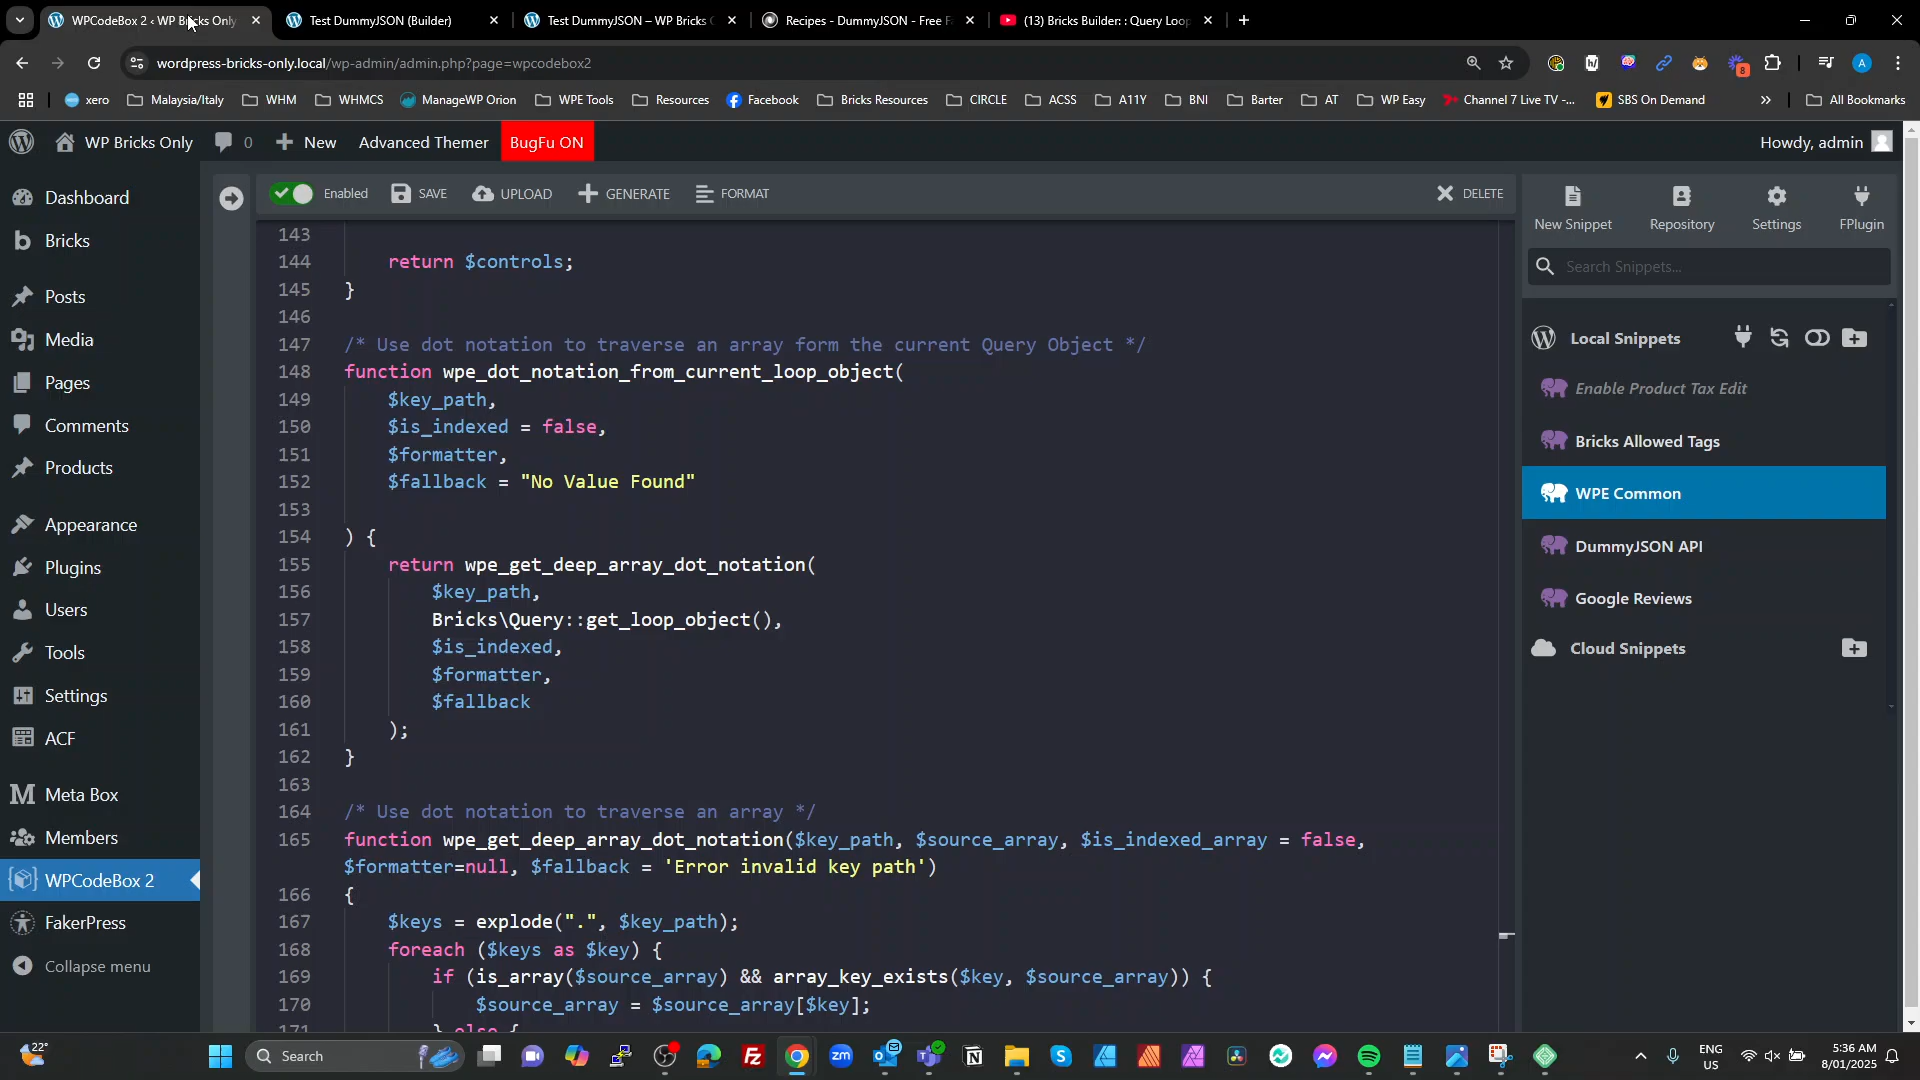 WPCodeBox 2 ‹ WP Bricks Only
Test DummyJSON (Builder)
Test DummyJSON – WP Bricks
Recipes - DummyJSON - Free
(13) Bricks Builder: : Query Loop
wordpress-bricks-only.local/wp-admin/admin.php?page=wpcodebox2
8
A
xero
Malaysia/Italy
WHM
WHMCS
ManageWP Orion
WPE Tools
Resources
Facebook
Bricks Resources
CIRCLE
ACSS
A11Y
BNI
Barter
AT
WP Easy
Channel 7 Live TV -...
SBS On Demand
All Bookmarks
WP Bricks Only
0
New
Advanced Themer
BugFu ON
Howdy, admin
Dashboard
Bricks
Posts
Media
Pages
Comments
Products
Appearance
Plugins
Users
Tools
Settings
ACF
Meta Box
Members
WPCodeBox 2
FakerPress
Collapse menu
Enabled
SAVE
UPLOAD
GENERATE
FORMAT
DELETE
143
144 return $controls;
145 }
146
147 /* Use dot notation to traverse an array form the current Query Object */
148 function wpe_dot_notation_from_current_loop_object(
149 $key_path,
150 $is_indexed = false,
151 $formatter,
152 $fallback = "No Value Found"
153
154 ) {
155 return wpe_get_deep_array_dot_notation(
156 $key_path,
157 Bricks\Query::get_loop_object(),
158 $is_indexed,
159 $formatter,
160 $fallback
161 );
162 }
163
164 /* Use dot notation to traverse an array */
165 function wpe_get_deep_array_dot_notation($key_path, $source_array, $is_indexed_array = false,
$formatter=null, $fallback = 'Error invalid key path')
166 {
167 $keys = explode(".", $key_path);
168 foreach ($keys as $key) {
169 if (is_array($source_array) && array_key_exists($key, $source_array)) {
170 $source_array = $source_array[$key];
171 } else {
New Snippet
Repository
Settings
FPlugin
Search Snippets...
Local Snippets
Enable Product Tax Edit
Bricks Allowed Tags
WPE Common
DummyJSON API
Google Reviews
Cloud Snippets
22°
Search
ENG
US
5:36 AM
8/01/2025